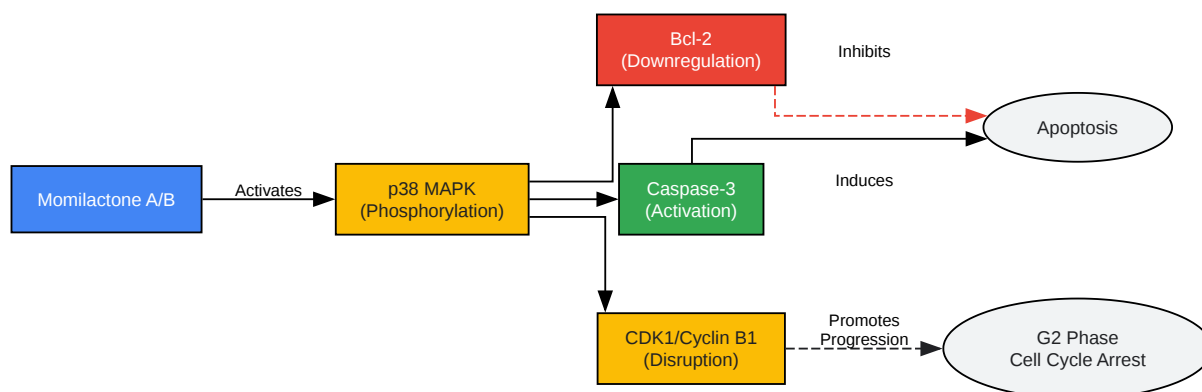 Bcl-2
(Downregulation)
Inhibits
Apoptosis
Momilactone A/B
Activates
p38 MAPK
(Phosphorylation)
Caspase-3
(Activation)
Induces
CDK1/Cyclin B1
(Disruption)
Promotes
Progression
G2 Phase
Cell Cycle Arrest